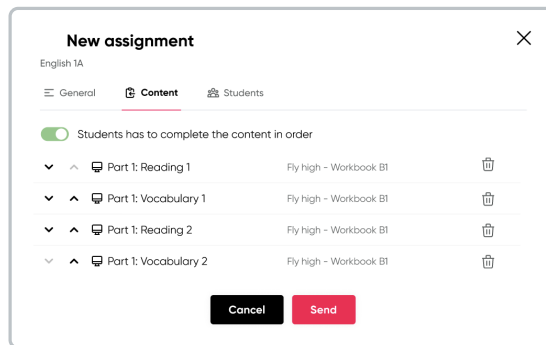 New assignment
English 1A
General Content Students
Students has to complete the content in order
Part 1: Reading 1 Fly high - Workbook B1
Part 1: Vocabulary 1 Fly high - Workbook B1
Part 1: Reading 2 Fly high - Workbook B1
Part 1: Vocabulary 2 Fly high - Workbook B1
Cancel Send